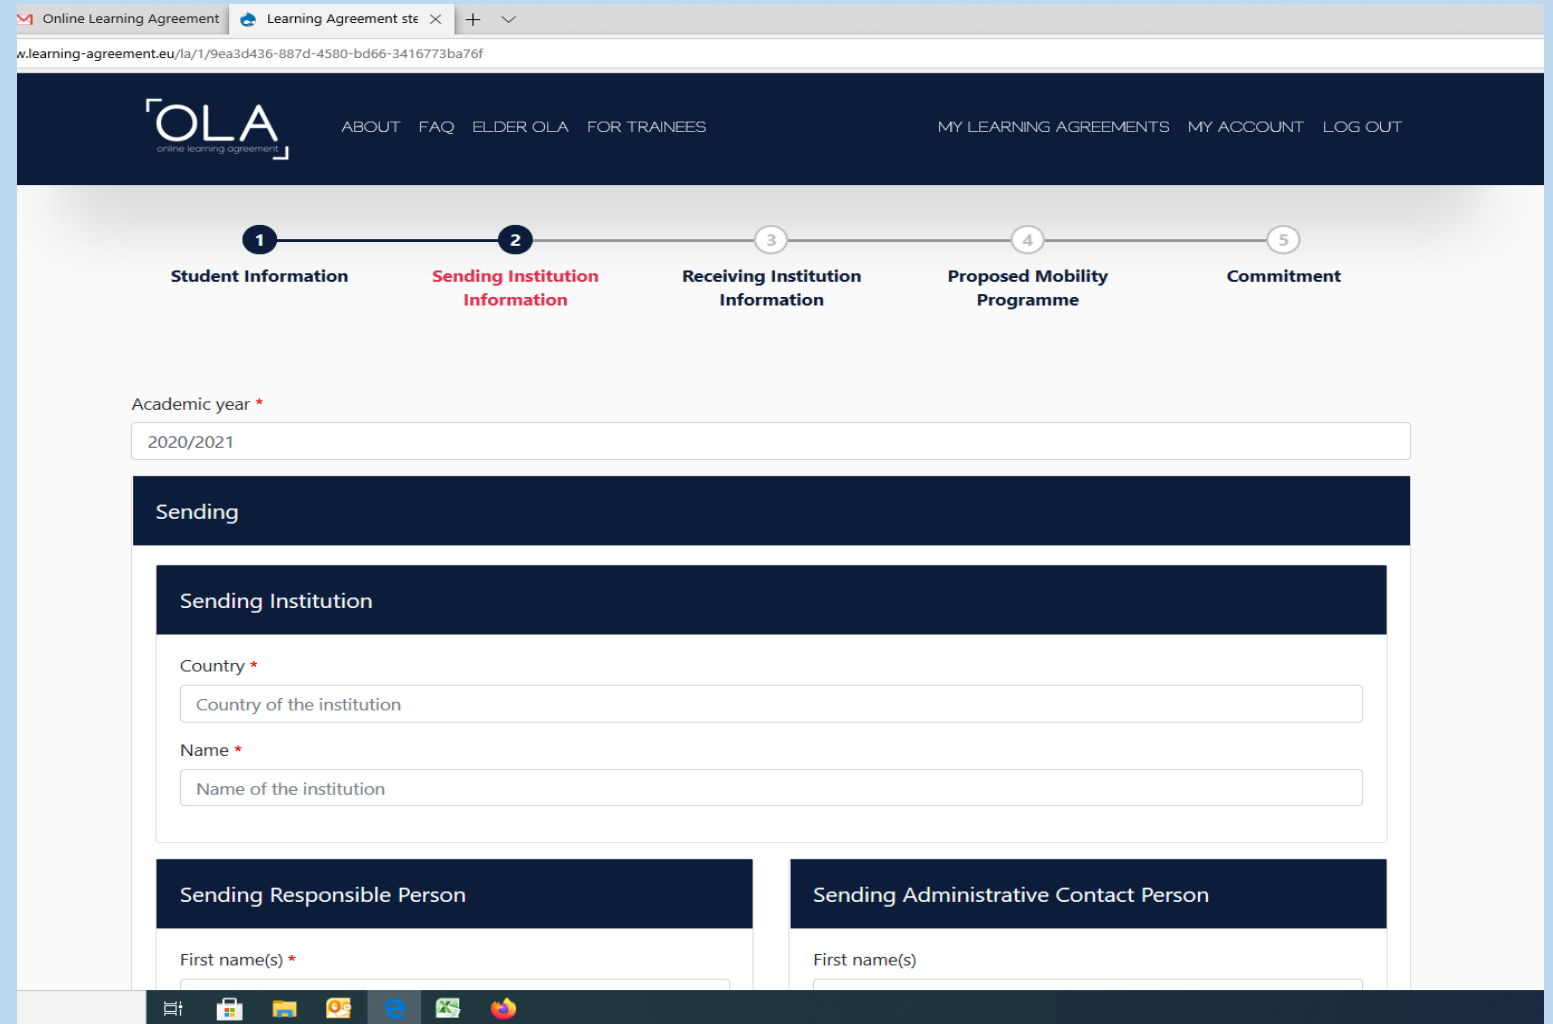 Online Learning Agreement
Learning Agreement ste
w.learning-agreement.eu/la/1/9ea3d436-887d-4580-bd66-3416773ba76f
OLA
online learning agreement
ABOUT FAQ ELDER OLA FOR TRAINEES
MY LEARNING AGREEMENTS MY ACCOUNT LOG OUT
1 2 3 4 5
Student Information
Sending Institution
Information
Receiving Institution
Information
Proposed Mobility
Programme
Commitment
Academic year *
2020/2021
Sending
Sending Institution
Country *
Country of the institution
Name *
Name of the institution
Sending Responsible Person
Sending Administrative Contact Person
First name(s) *
First name(s)